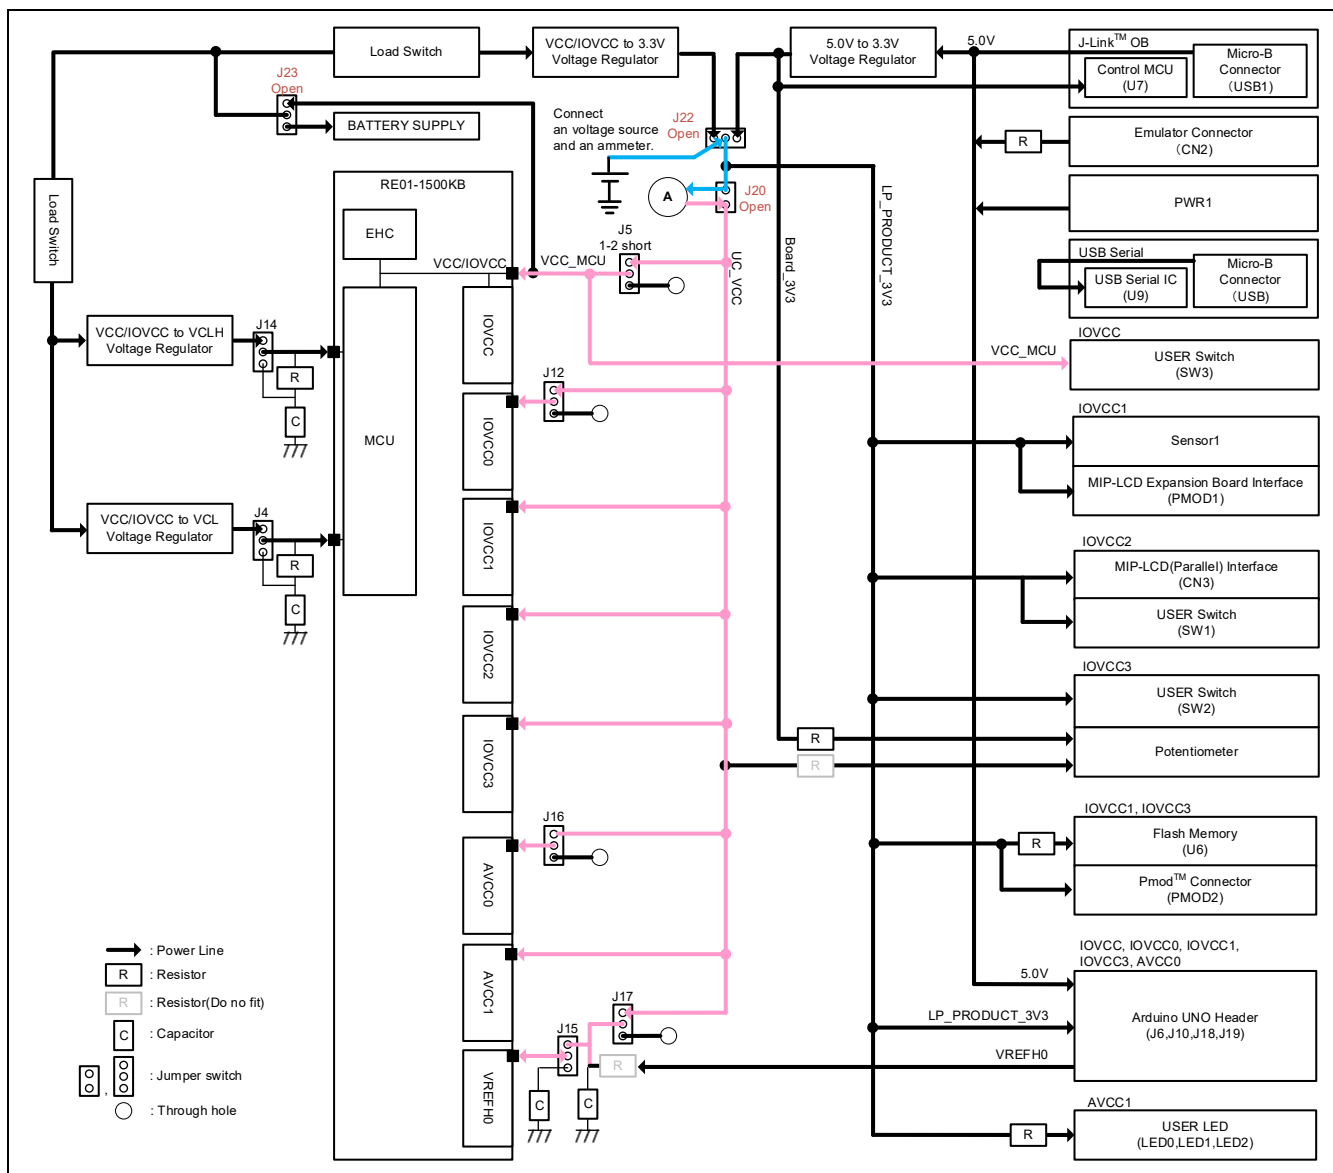 Load Switch
VCC/IOVCC to 3.3V
Voltage Regulator
5.0V to 3.3V
Voltage Regulator
5.0V
J-Link™ OB
Control MCU
(U7)
Micro-B
Connector
(USB1)
J23
Open
BATTERY SUPPLY
Connect
an voltage source
and an ammeter.
J22
Open
R
Emulator Connector
(CN2)
Load Switch
RE01-1500KB
EHC
A
J20
Open
LP_PRODUCT_3V3
PWR1
J5
1-2 short
VCC/IOVCC
VCC_MCU
UC_VCC
Board_3V3
USB Serial
USB Serial IC
(U9)
Micro-B
Connector
(USB)
VCC/IOVCC to VCLH
Voltage Regulator
J14
R
C
IOVCC
VCC_MCU
IOVCC
USER Switch
(SW3)
J12
MCU
IOVCC0
IOVCC1
Sensor1
MIP-LCD Expansion Board Interface
(PMOD1)
VCC/IOVCC to VCL
Voltage Regulator
J4
R
C
IOVCC1
IOVCC2
MIP-LCD(Parallel) Interface
(CN3)
USER Switch
(SW1)
IOVCC2
IOVCC3
USER Switch
(SW2)
R
Potentiometer
R
IOVCC3
J16
IOVCC1, IOVCC3
R
Flash Memory
(U6)
Pmod™ Connector
(PMOD2)
AVCC0
: Power Line
R
: Resistor
R
: Resistor(Do no fit)
C
: Capacitor
,
: Jumper switch
: Through hole
AVCC1
IOVCC, IOVCC0, IOVCC1,
IOVCC3, AVCC0
5.0V
J17
J15
LP_PRODUCT_3V3
Arduino UNO Header
(J6,J10,J18,J19)
VREFH0
R
VREFH0
C
C
AVCC1
R
USER LED
(LED0,LED1,LED2)